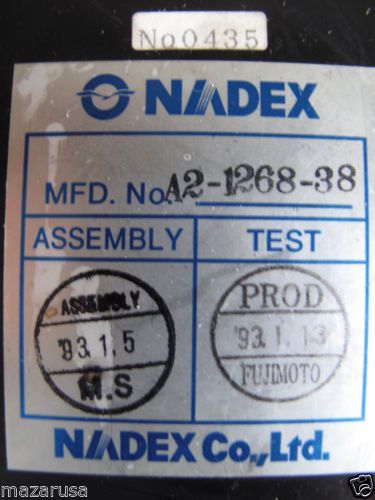 No0435
NADEX
MFD. No. A2-1268-38
ASSEMBLY TEST
ASSEMBLY
'93.1.5
M.S
PROD
'93.1.13
FUJIMOTO
NADEX Co.,Ltd.
mazarusa